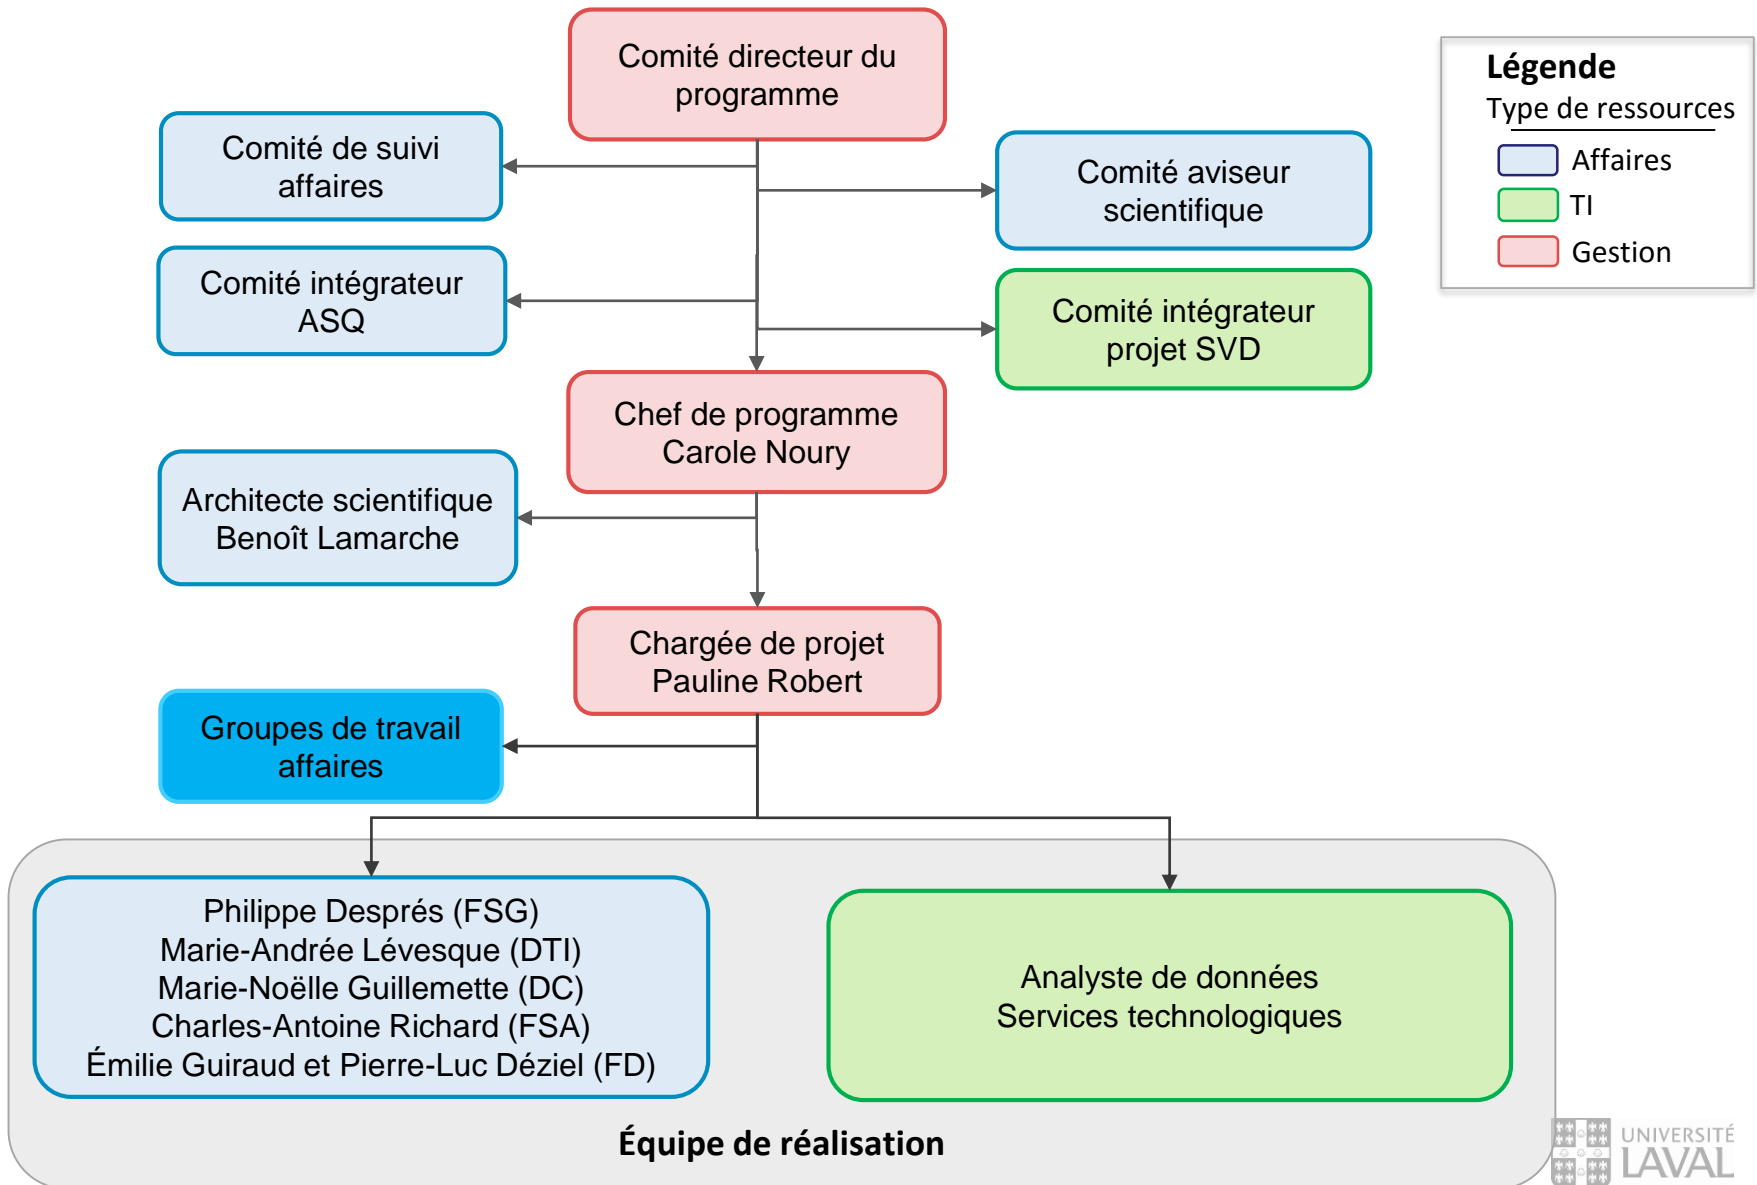 Comité directeur du
programme
Légende
Type de ressources
Affaires
TI
Gestion
Comité de suivi
affaires
Comité aviseur
scientifique
Comité intégrateur
ASQ
Comité intégrateur
projet SVD
Chef de programme
Carole Noury
Architecte scientifique
Benoît Lamarche
Chargée de projet
Pauline Robert
Groupes de travail
affaires
Philippe Després (FSG)
Marie-Andrée Lévesque (DTI)
Marie-Noëlle Guillemette (DC)
Charles-Antoine Richard (FSA)
Émilie Guiraud et Pierre-Luc Déziel (FD)
Analyste de données
Services technologiques
Équipe de réalisation
UNIVERSITÉ
LAVAL